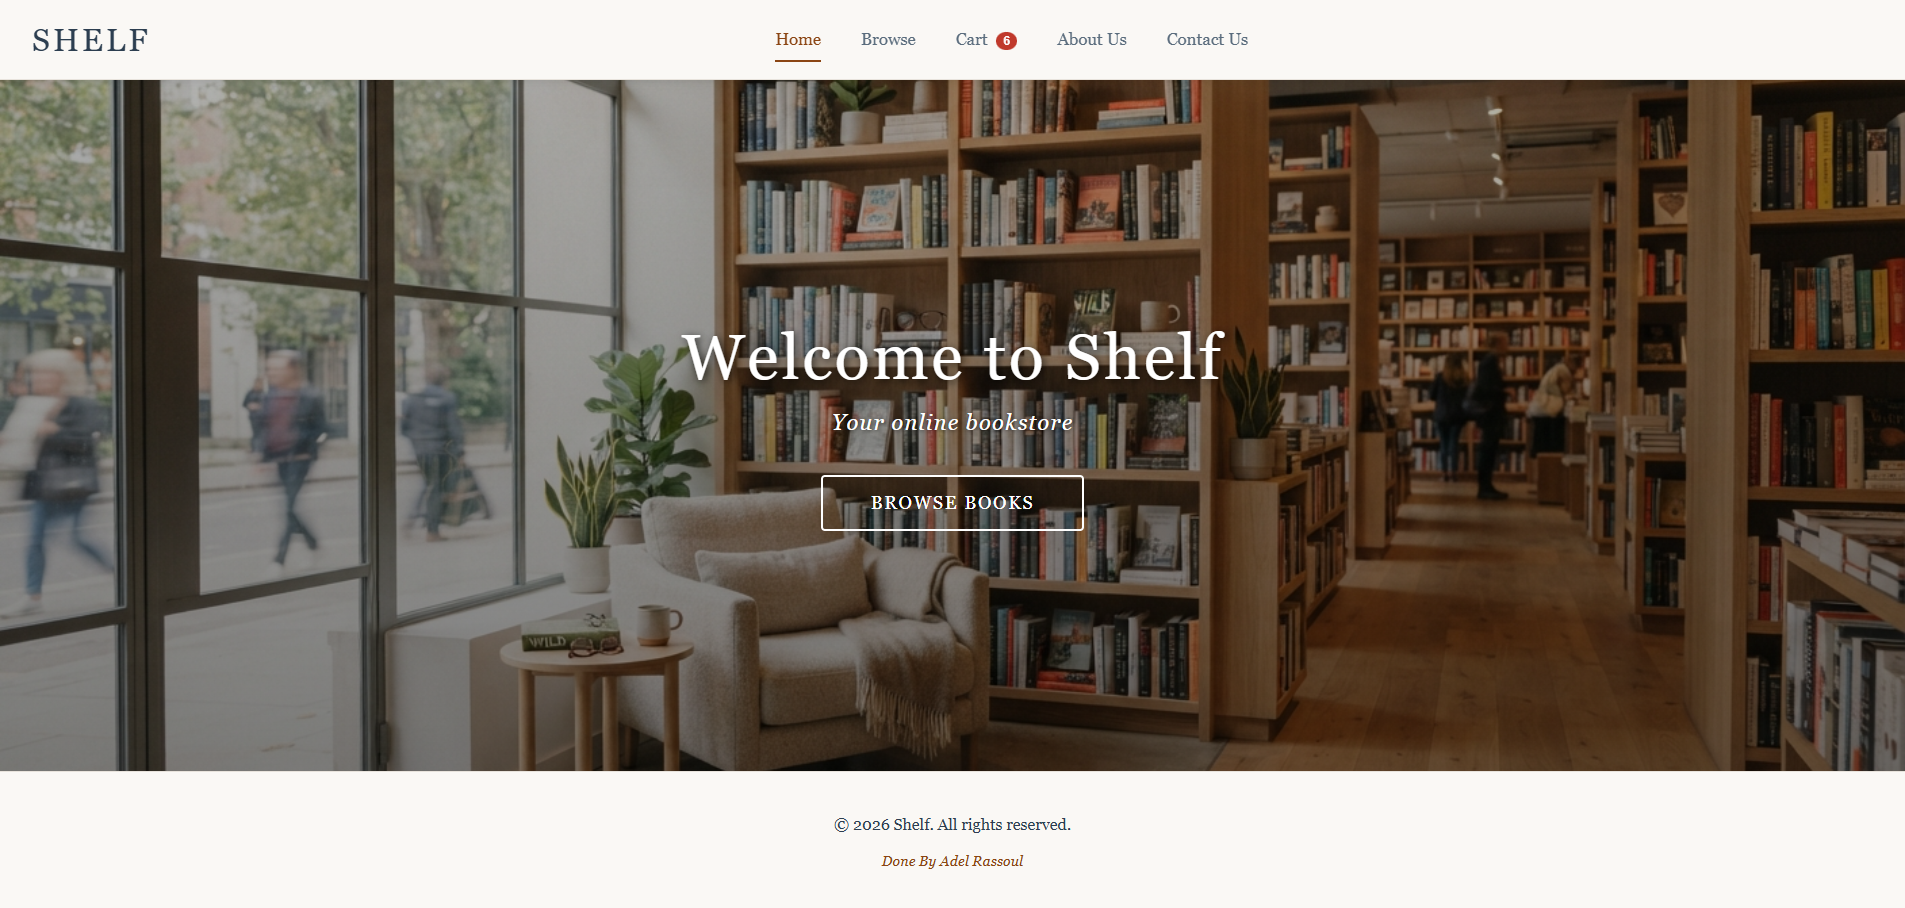 SHELF
Home Browse Cart 6 About Us Contact Us
Welcome to Shelf
Your online bookstore
BROWSE BOOKS
WILD
© 2026 Shelf. All rights reserved.
Done By Adel Rassoul